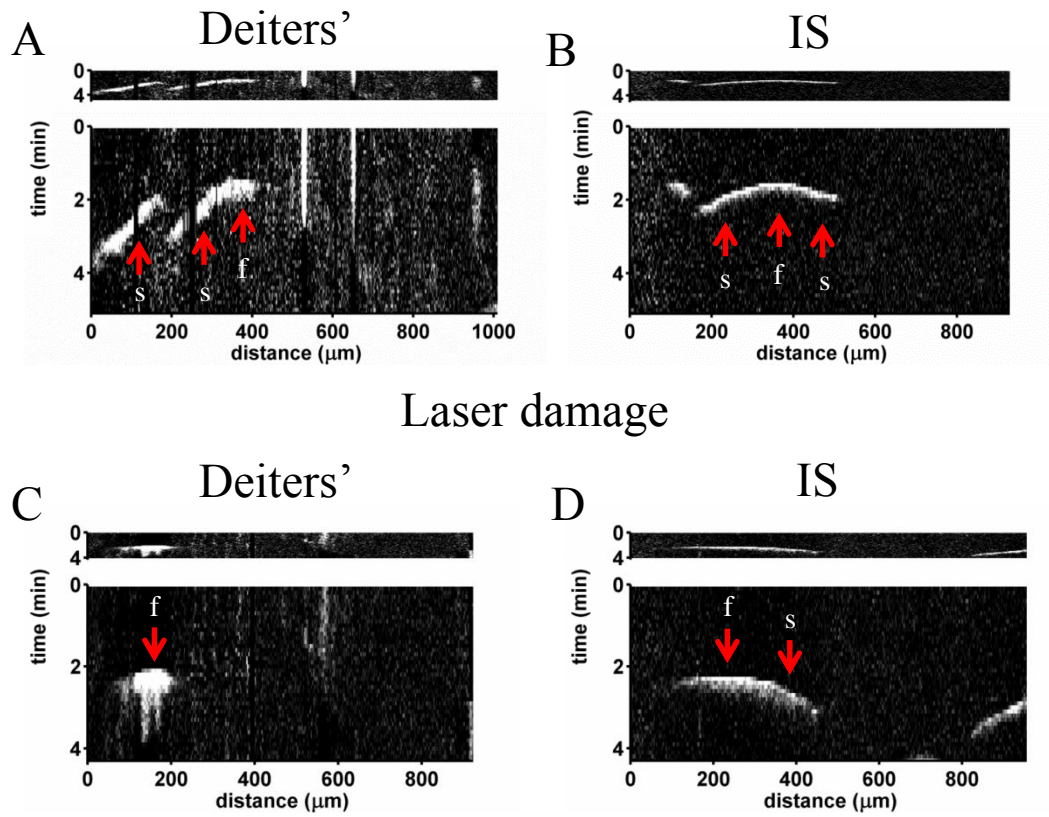 A
Deiters'
0
4
time (min)
0
2
4
s
s
f
0 200 400 600 800 1000
distance (μm)
B
IS
0
4
time (min)
0
2
4
s
f
s
0 200 400 600 800
distance (μm)
Laser damage
C
Deiters'
0
4
time (min)
0
2
4
f
0 200 400 600 800
distance (μm)
D
IS
0
4
time (min)
0
2
4
f
s
0 200 400 600 800
distance (μm)